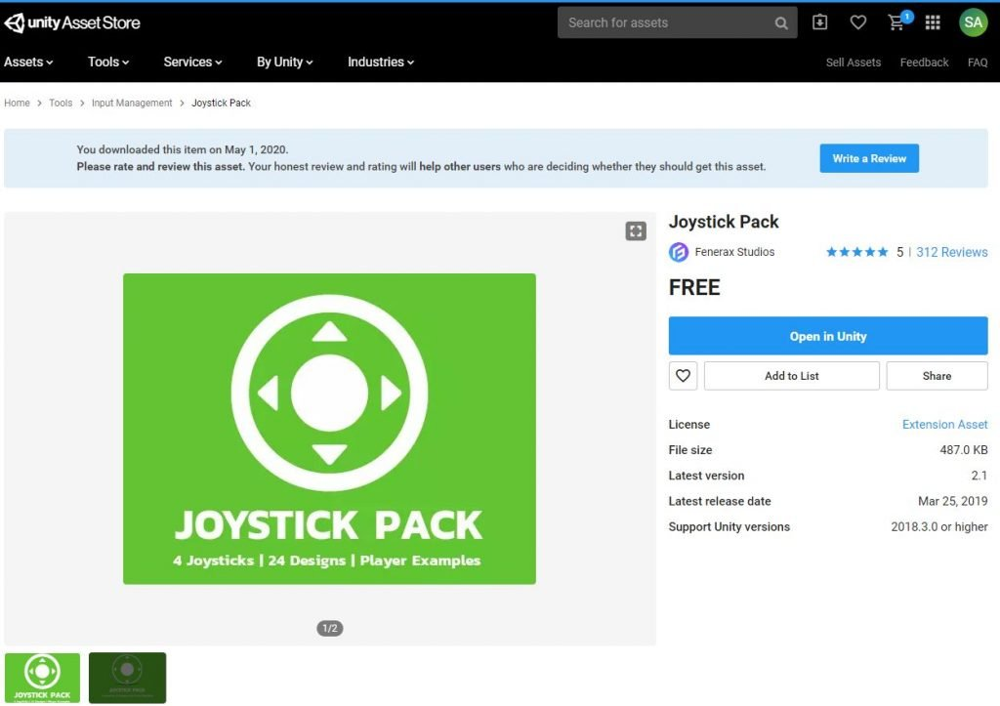 unity Asset Store
Search for assets
1
SA
Assets
Tools
Services
By Unity
Industries
Sell Assets
Feedback
FAQ
Home > Tools > Input Management > Joystick Pack
You downloaded this item on May 1, 2020.
Please rate and review this asset. Your honest review and rating will help other users who are deciding whether they should get this asset.
Write a Review
Joystick Pack
Fenerax Studios
5 | 312 Reviews
FREE
Open in Unity
Add to List
Share
License
Extension Asset
File size
487.0 KB
Latest version
2.1
Latest release date
Mar 25, 2019
Support Unity versions
2018.3.0 or higher
JOYSTICK PACK
4 Joysticks | 24 Designs | Player Examples
1/2
JOYSTICK PACK
JOYSTICK PACK